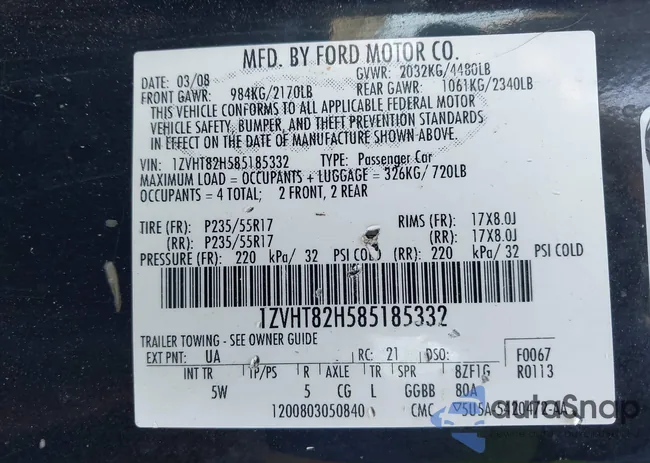 MFD. BY FORD MOTOR CO.
DATE: 03/08 GVWR: 2032KG/4480LB
FRONT GAWR: 984KG/2170LB REAR GAWR: 1061KG/2340LB
THIS VEHICLE CONFORMS TO ALL APPLICABLE FEDERAL MOTOR
VEHICLE SAFETY, BUMPER, AND THEFT PREVENTION STANDARDS
IN EFFECT ON THE DATE OF MANUFACTURE SHOWN ABOVE.
VIN: 1ZVHT82H585185332 TYPE: Passenger Car
MAXIMUM LOAD = OCCUPANTS + LUGGAGE = 326KG/ 720LB
OCCUPANTS = 4 TOTAL; 2 FRONT, 2 REAR
TIRE (FR): P235/55R17 RIMS (FR): 17X8.0J
(RR): P235/55R17 (RR): 17X8.0J
PRESSURE (FR): 220 kPa/ 32 PSI COLD (RR): 220 kPa/ 32 PSI COLD
1ZVHT82H585185332
TRAILER TOWING - SEE OWNER GUIDE
EXT PNT: UA RC: 21 DSO: F0067
INT TR TP/PS R AXLE TR SPR 8ZF1G R0113
5W 5 CG L GGBB 80A
1200803050840 CMC
autoSnap